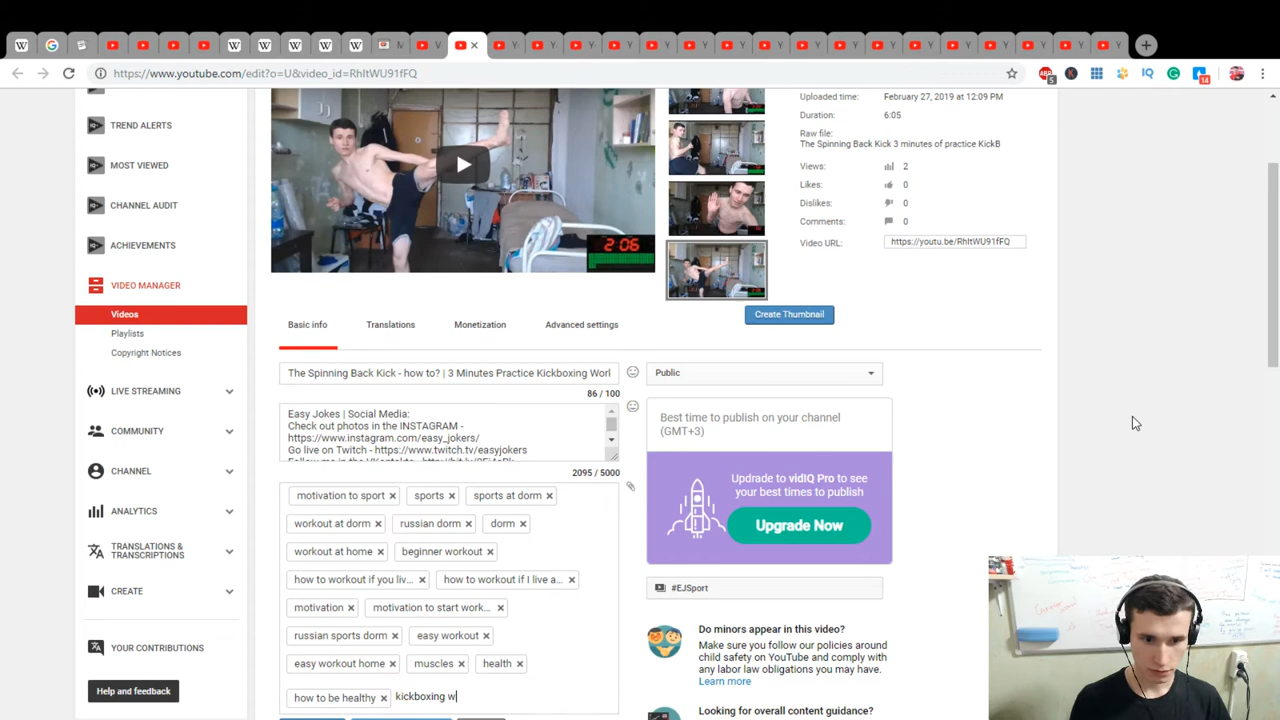 https://www.youtube.com/edit?o=U&video_id=RhItWU91fFQ
5
14
TREND ALERTS
MOST VIEWED
CHANNEL AUDIT
ACHIEVEMENTS
VIDEO MANAGER
Videos
Playlists
Copyright Notices
LIVE STREAMING
COMMUNITY
CHANNEL
ANALYTICS
TRANSLATIONS &
TRANSCRIPTIONS
CREATE
YOUR CONTRIBUTIONS
Help and feedback
2:06
Uploaded time: February 27, 2019 at 12:09 PM
Duration: 6:05
Raw file:
The Spinning Back Kick 3 minutes of practice KickB
Views: 2
Likes: 0
Dislikes: 0
Comments: 0
Video URL: https://youtu.be/RhItWU91fFQ
Create Thumbnail
Basic info Translations Monetization Advanced settings
The Spinning Back Kick - how to? | 3 Minutes Practice Kickboxing Worl
86 / 100
Easy Jokes | Social Media:
Check out photos in the INSTAGRAM -
https://www.instagram.com/easy_jokers/
Go live on Twitch - https://www.twitch.tv/easyjokers
2095 / 5000
motivation to sport × sports × sports at dorm ×
workout at dorm × russian dorm × dorm ×
workout at home × beginner workout ×
how to workout if you liv... × how to workout if I live a... ×
motivation × motivation to start work... ×
russian sports dorm × easy workout ×
easy workout home × muscles × health ×
how to be healthy × kickboxing w
Public
Best time to publish on your channel
(GMT+3)
Updrade to vidIQ Pro to see
your best times to publish
Upgrade Now
#EJSport
Do minors appear in this video?
Make sure you follow our policies around
child safety on YouTube and comply with
any labor law obligations you may have.
Learn more
Looking for overall content guidance?